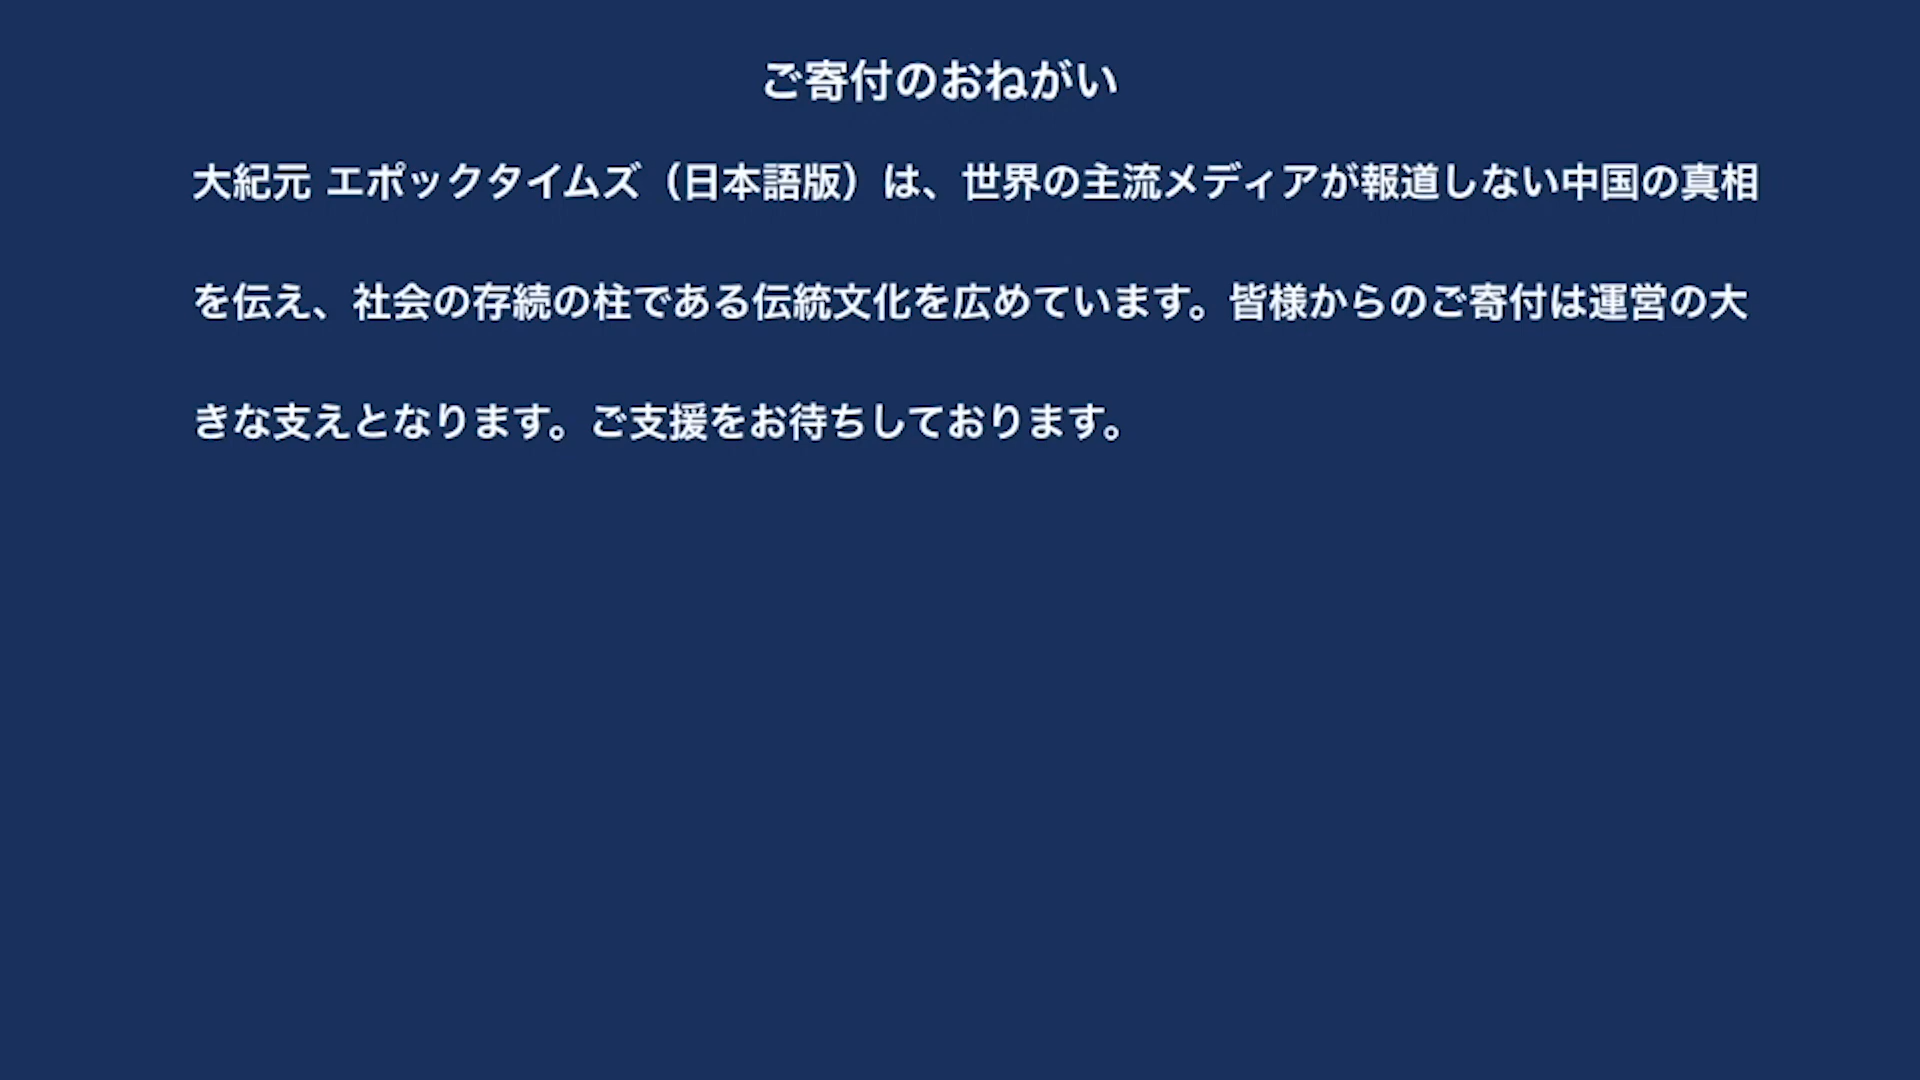 ご寄付のおねがい
大紀元 エポックタイムズ（日本語版）は、世界の主流メディアが報道しない中国の真相
を伝え、社会の存続の柱である伝統文化を広めています。皆様からのご寄付は運営の大
きな支えとなります。ご支援をお待ちしております。